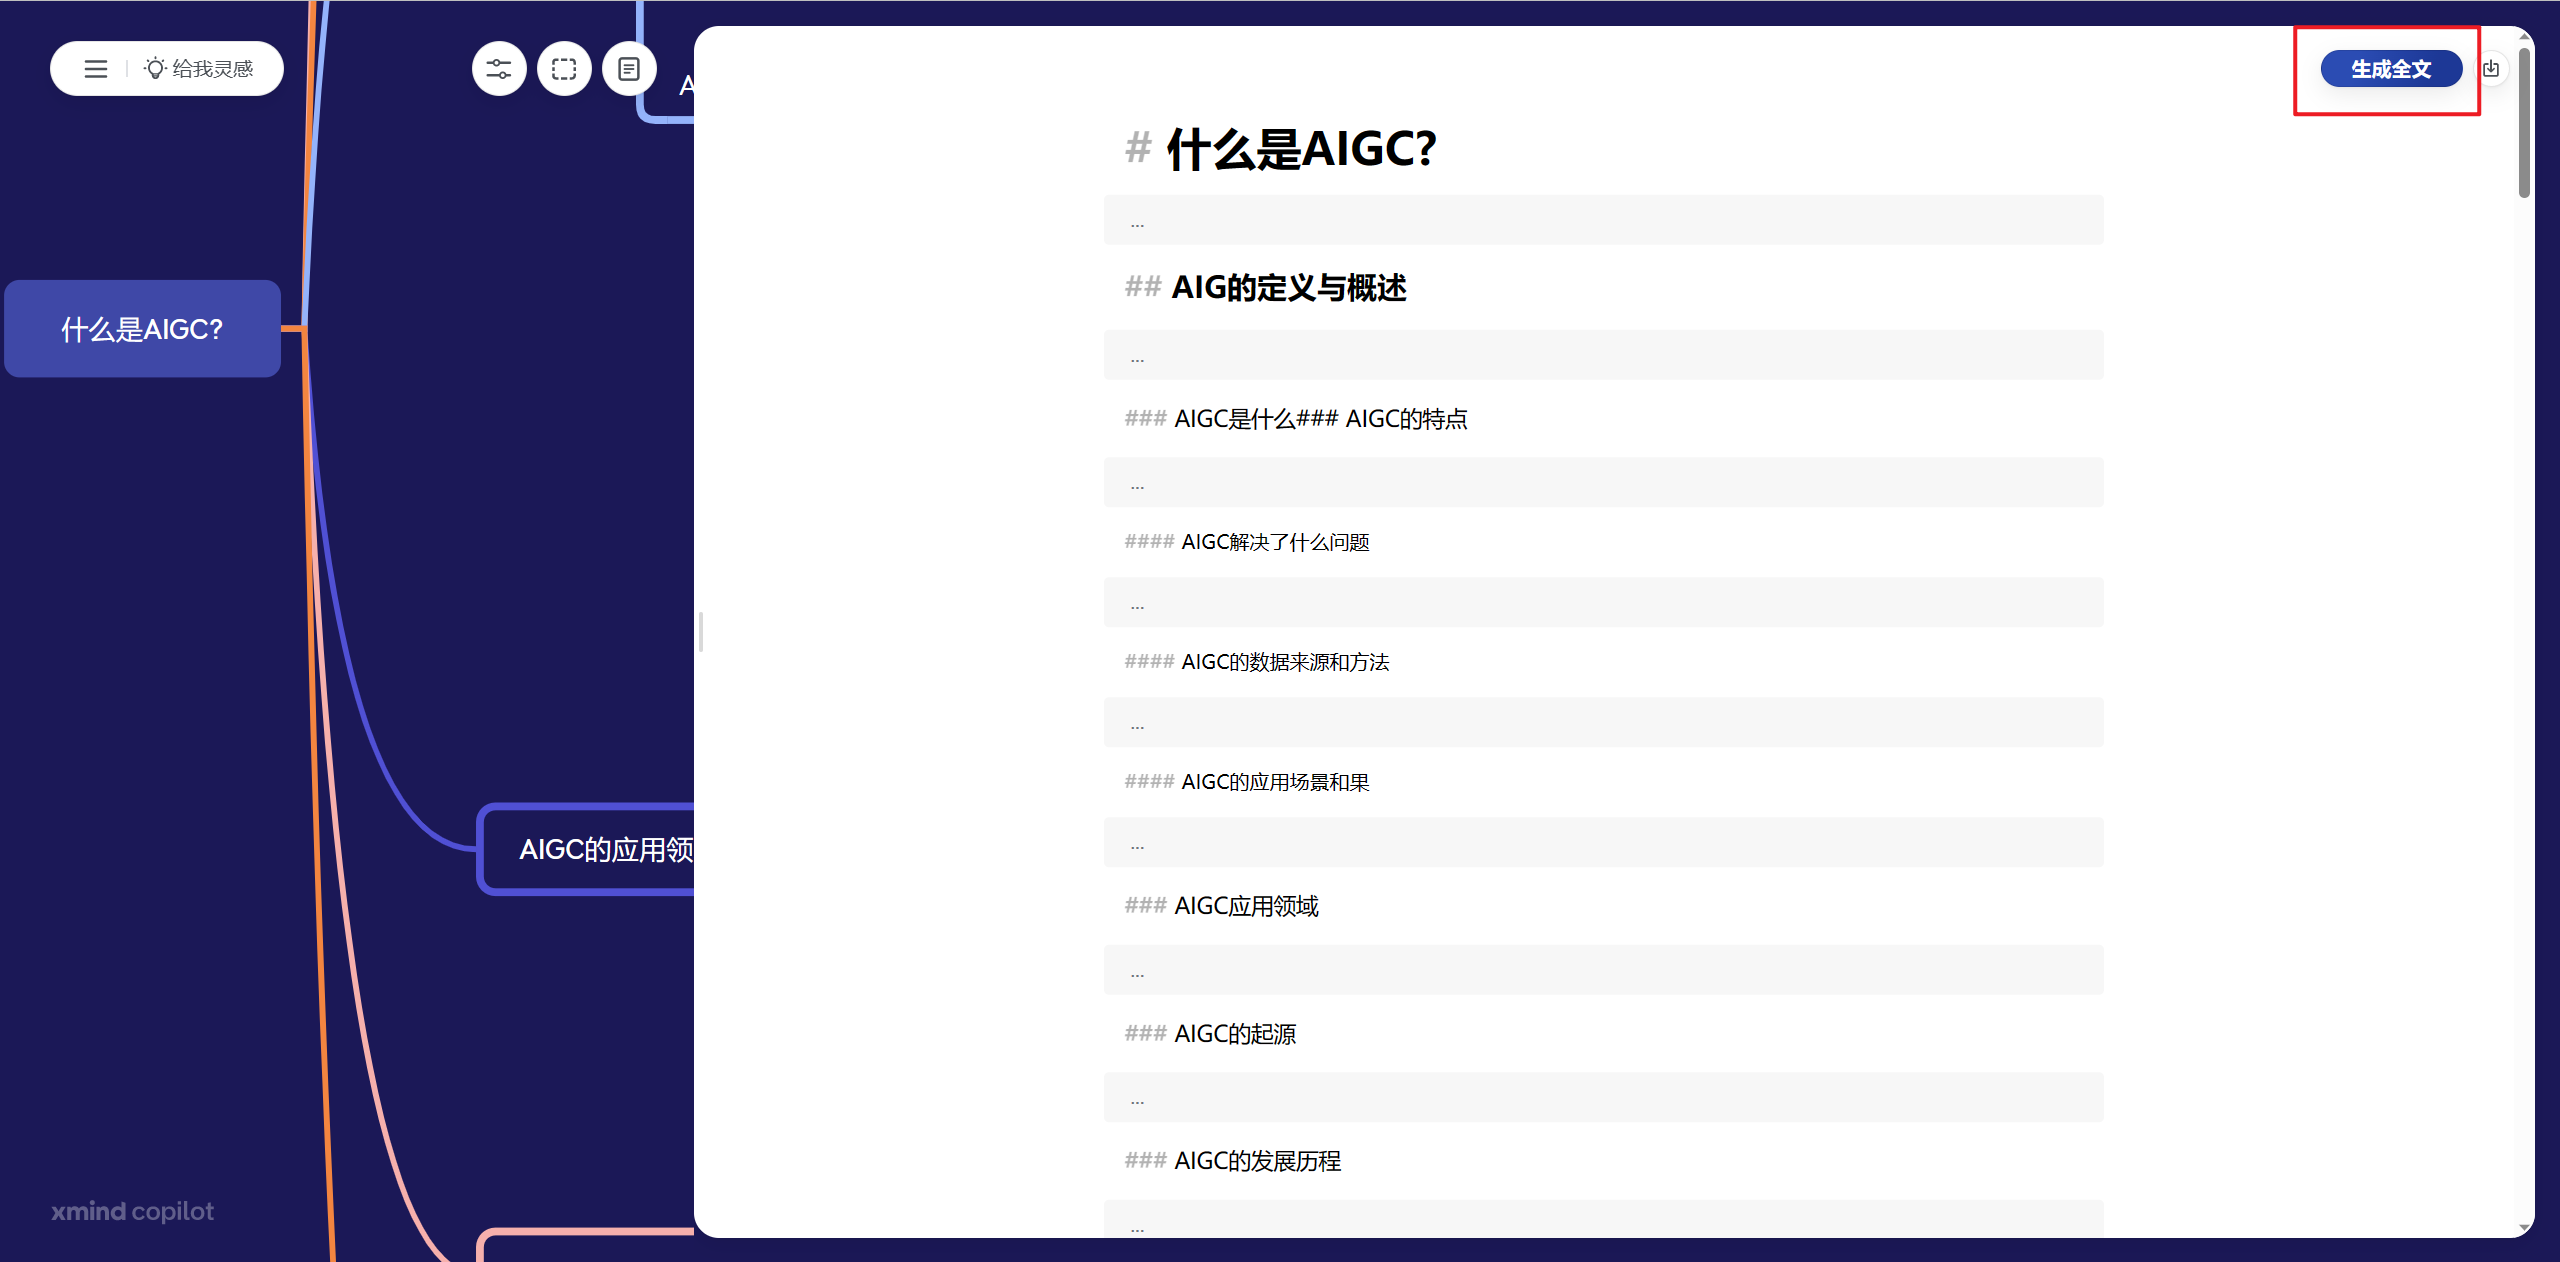 给我灵感
A
什么是AIGC?
AIGC的应用领
xmind copilot
生成全文
# 什么是AIGC?
...
## AIG的定义与概述
...
### AIGC是什么### AIGC的特点
...
#### AIGC解决了什么问题
...
#### AIGC的数据来源和方法
...
#### AIGC的应用场景和果
...
### AIGC应用领域
...
### AIGC的起源
...
### AIGC的发展历程
...